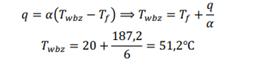 q = α(T_wbz − T_f) ⟹ T_wbz = T_f + q/α
T_wbz = 20 + 187,2/6 = 51,2°C